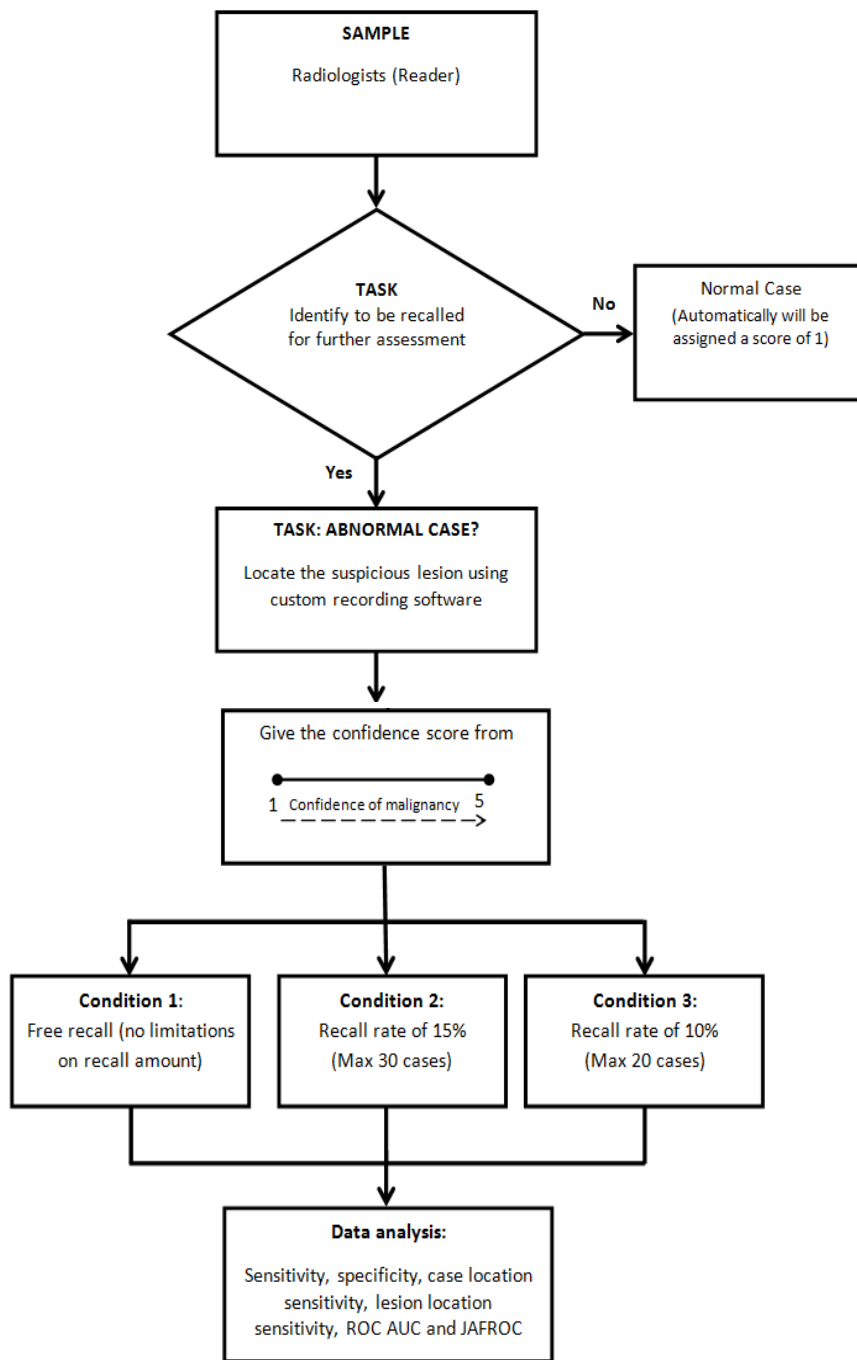 SAMPLE
Radiologists (Reader)
TASK
Identify to be recalled
for further assessment
No
Normal Case
(Automatically will be
assigned a score of 1)
Yes
TASK: ABNORMAL CASE?
Locate the suspicious lesion using
custom recording software
Give the confidence score from
1 Confidence of malignancy 5
Condition 1:
Free recall (no limitations
on recall amount)
Condition 2:
Recall rate of 15%
(Max 30 cases)
Condition 3:
Recall rate of 10%
(Max 20 cases)
Data analysis:
Sensitivity, specificity, case location
sensitivity, lesion location
sensitivity, ROC AUC and JAFROC